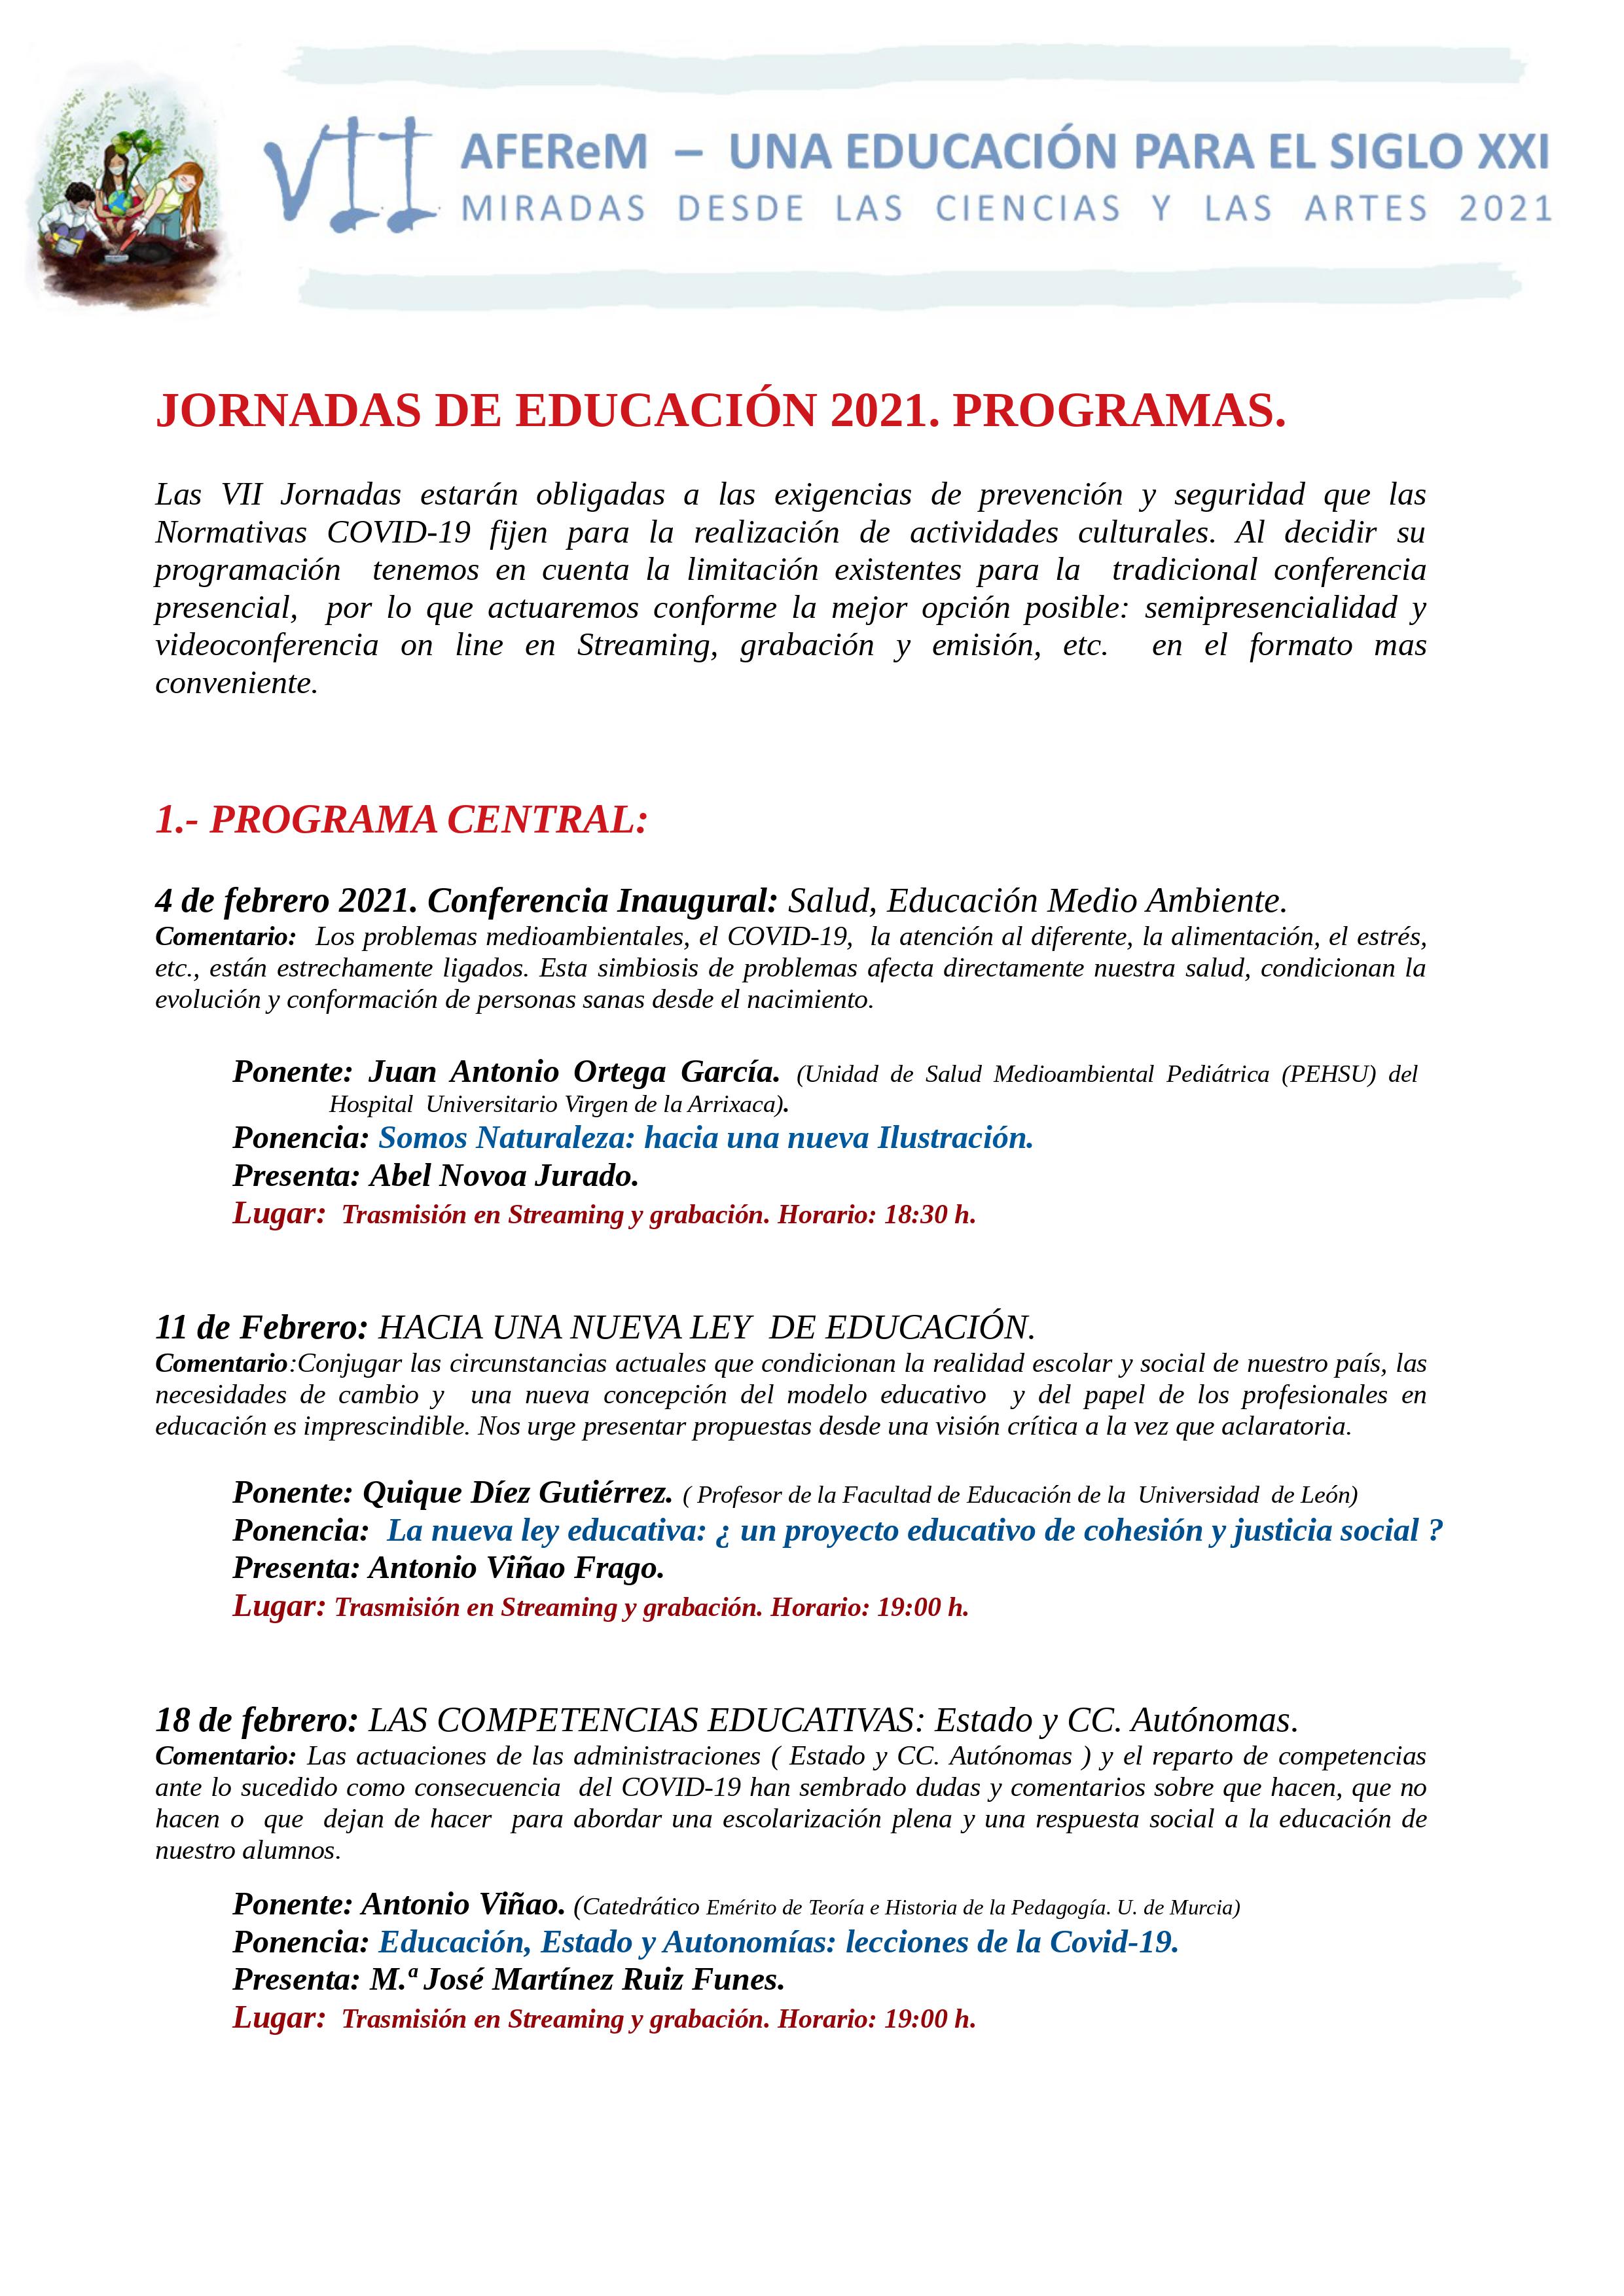 VII AFEReM – UNA EDUCACIÓN PARA EL SIGLO XXI
MIRADAS DESDE LAS CIENCIAS Y LAS ARTES 2021
JORNADAS DE EDUCACIÓN 2021. PROGRAMAS.
Las VII Jornadas estarán obligadas a las exigencias de prevención y seguridad que las
Normativas COVID-19 fijen para la realización de actividades culturales. Al decidir su
programación tenemos en cuenta la limitación existentes para la tradicional conferencia
presencial, por lo que actuaremos conforme la mejor opción posible: semipresencialidad y
videoconferencia on line en Streaming, grabación y emisión, etc. en el formato mas
conveniente.
1.- PROGRAMA CENTRAL:
4 de febrero 2021. Conferencia Inaugural: Salud, Educación Medio Ambiente.
Comentario: Los problemas medioambientales, el COVID-19, la atención al diferente, la alimentación, el estrés,
etc., están estrechamente ligados. Esta simbiosis de problemas afecta directamente nuestra salud, condicionan la
evolución y conformación de personas sanas desde el nacimiento.
Ponente: Juan Antonio Ortega García. (Unidad de Salud Medioambiental Pediátrica (PEHSU) del
Hospital Universitario Virgen de la Arrixaca).
Ponencia: Somos Naturaleza: hacia una nueva Ilustración.
Presenta: Abel Novoa Jurado.
Lugar: Trasmisión en Streaming y grabación. Horario: 18:30 h.
11 de Febrero: HACIA UNA NUEVA LEY DE EDUCACIÓN.
Comentario:Conjugar las circunstancias actuales que condicionan la realidad escolar y social de nuestro país, las
necesidades de cambio y una nueva concepción del modelo educativo y del papel de los profesionales en
educación es imprescindible. Nos urge presentar propuestas desde una visión crítica a la vez que aclaratoria.
Ponente: Quique Díez Gutiérrez. ( Profesor de la Facultad de Educación de la Universidad de León)
Ponencia: La nueva ley educativa: ¿ un proyecto educativo de cohesión y justicia social ?
Presenta: Antonio Viñao Frago.
Lugar: Trasmisión en Streaming y grabación. Horario: 19:00 h.
18 de febrero: LAS COMPETENCIAS EDUCATIVAS: Estado y CC. Autónomas.
Comentario: Las actuaciones de las administraciones ( Estado y CC. Autónomas ) y el reparto de competencias
ante lo sucedido como consecuencia del COVID-19 han sembrado dudas y comentarios sobre que hacen, que no
hacen o que dejan de hacer para abordar una escolarización plena y una respuesta social a la educación de
nuestro alumnos.
Ponente: Antonio Viñao. (Catedrático Emérito de Teoría e Historia de la Pedagogía. U. de Murcia)
Ponencia: Educación, Estado y Autonomías: lecciones de la Covid-19.
Presenta: M.ª José Martínez Ruiz Funes.
Lugar: Trasmisión en Streaming y grabación. Horario: 19:00 h.